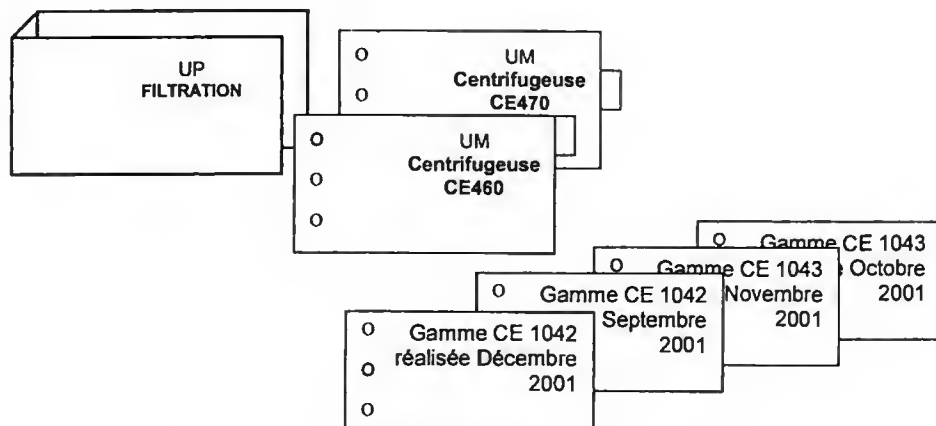 UP
FILTRATION
UM
Centrifugeuse
CE470
UM
Centrifugeuse
CE460
Gamme CE 1043
Octobre
2001
Gamme CE 1043
Novembre
2001
Gamme CE 1042
Septembre
2001
Gamme CE 1042
réalisée Décembre
2001